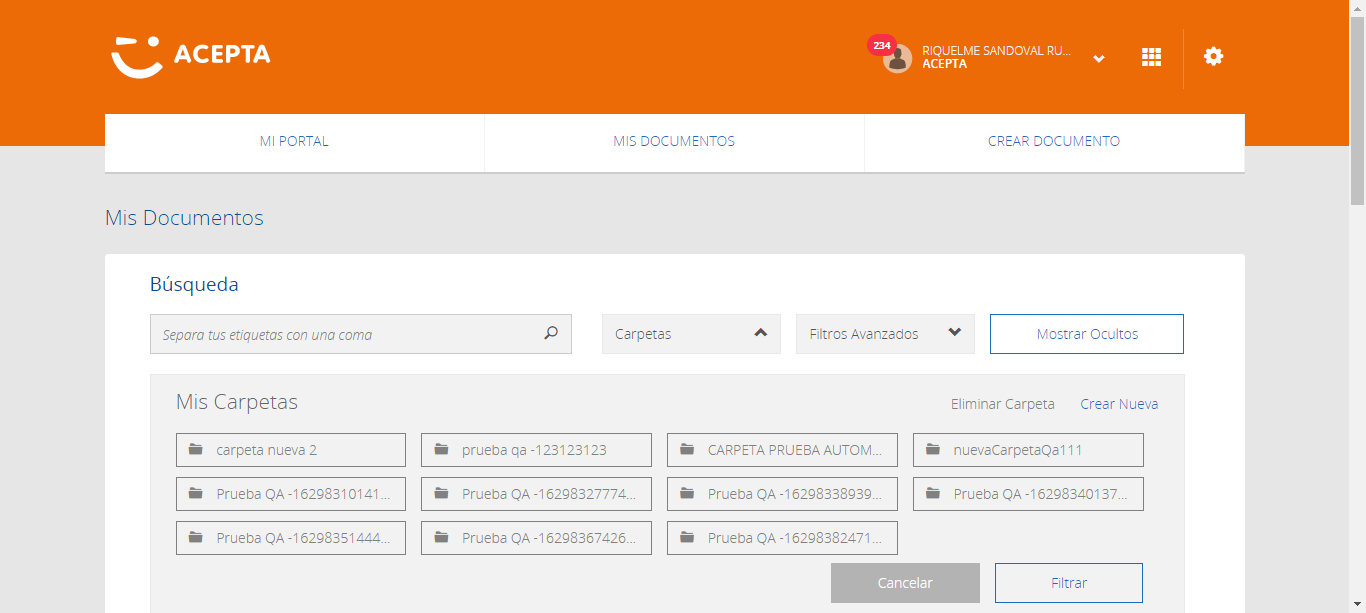 ACEPTA
234
RIQUELME SANDOVAL RU...
ACEPTA
MI PORTAL
MIS DOCUMENTOS
CREAR DOCUMENTO
Mis Documentos
Búsqueda
Separa tus etiquetas con una coma
Carpetas
Filtros Avanzados
Mostrar Ocultos
Mis Carpetas
Eliminar Carpeta
Crear Nueva
carpeta nueva 2
prueba qa -123123123
CARPETA PRUEBA AUTOM...
nuevaCarpetaQa111
Prueba QA -16298310141...
Prueba QA -16298327774...
Prueba QA -16298338939...
Prueba QA -16298340137...
Prueba QA -16298351444...
Prueba QA -16298367426...
Prueba QA -16298382471...
Cancelar
Filtrar